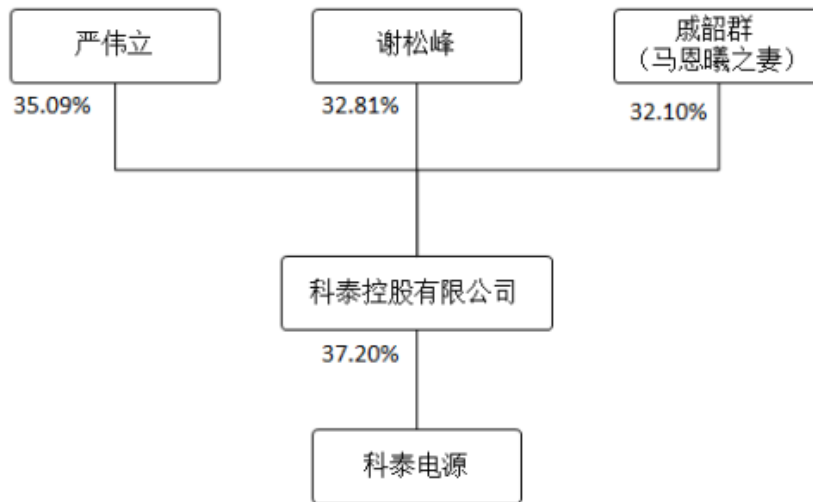 严伟立
谢松峰
戚韶群
（马恩曦之妻）
35.09%
32.81%
32.10%
科泰控股有限公司
37.20%
科泰电源